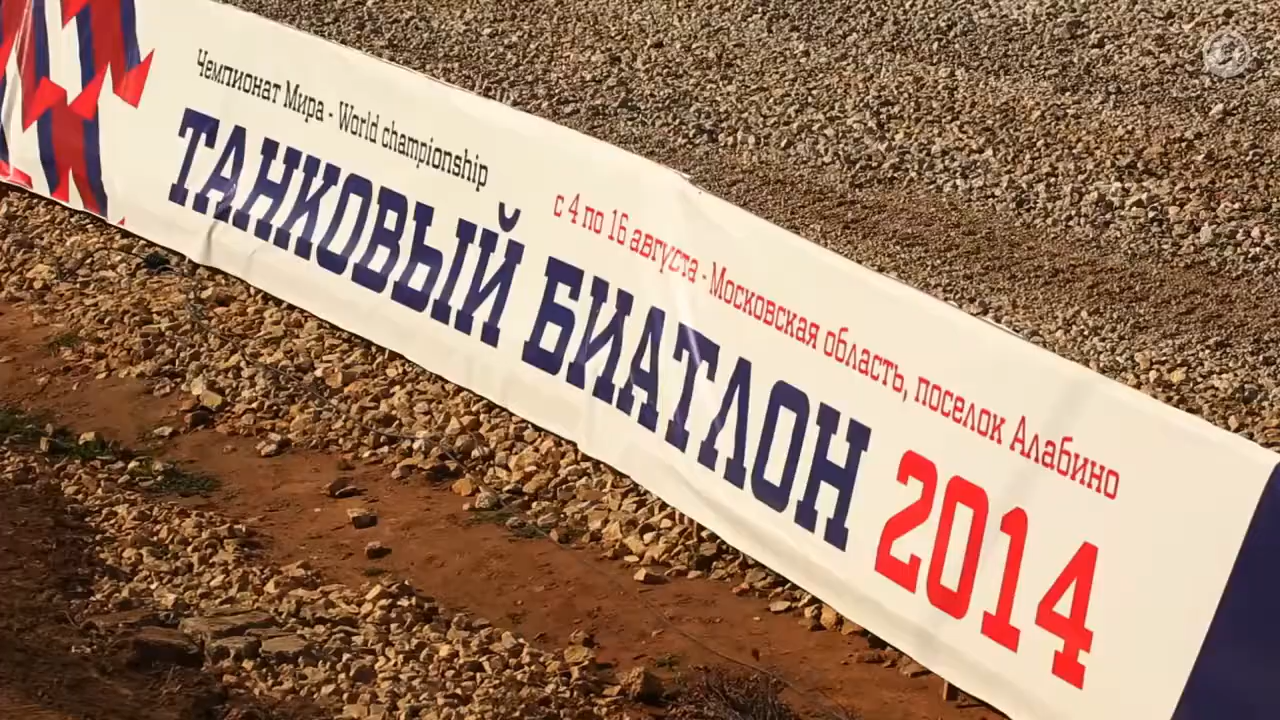 Чемпионат Мира - World championship
с 4 по 16 августа - Московская область, поселок Алабино
ТАНКОВЫЙ БИАТЛОН 2014